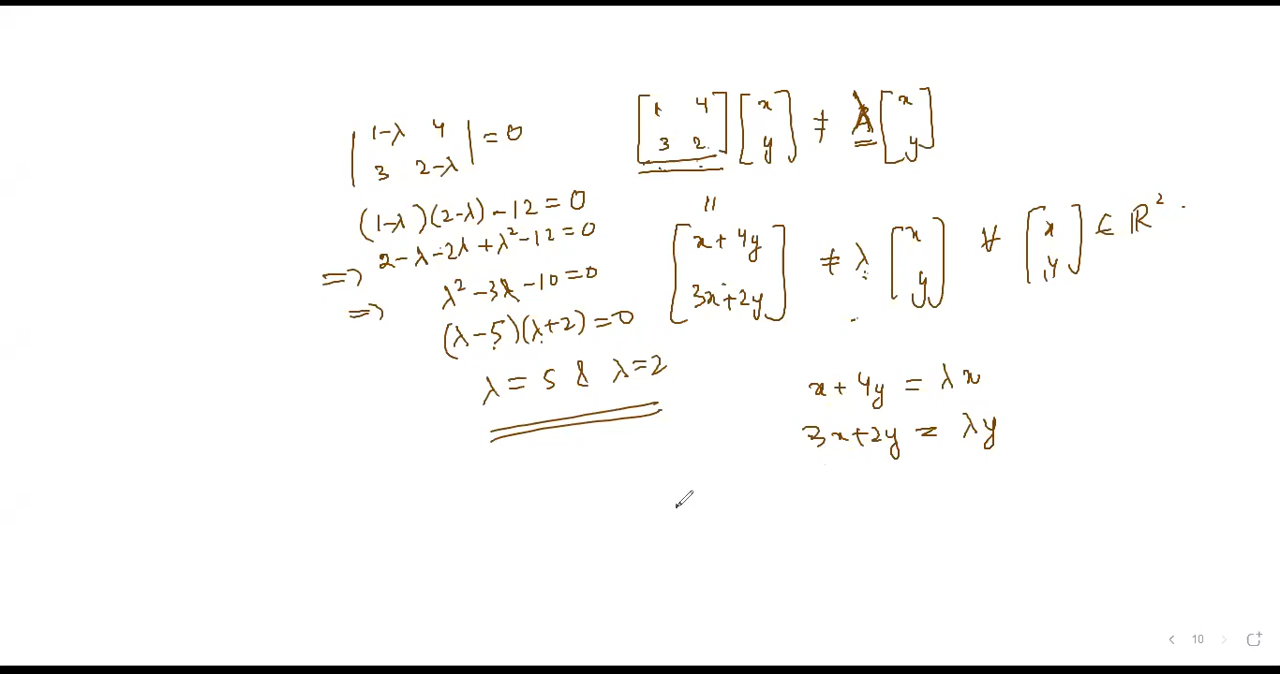 | 1-λ 4 |
| 3 2-λ | = 0
(1-λ)(2-λ) - 12 = 0
=> 2 - λ - 2λ + λ² - 12 = 0
=> λ² - 3λ - 10 = 0
(λ - 5)(λ + 2) = 0
λ = 5 & λ = 2
[1 4; 3 2] [x; y] ≠ λ [x; y]
||
[x + 4y; 3x + 2y] ≠ λ [x; y] ∀ [x; y] ∈ ℝ².
x + 4y = λx
3x + 2y = λy
10